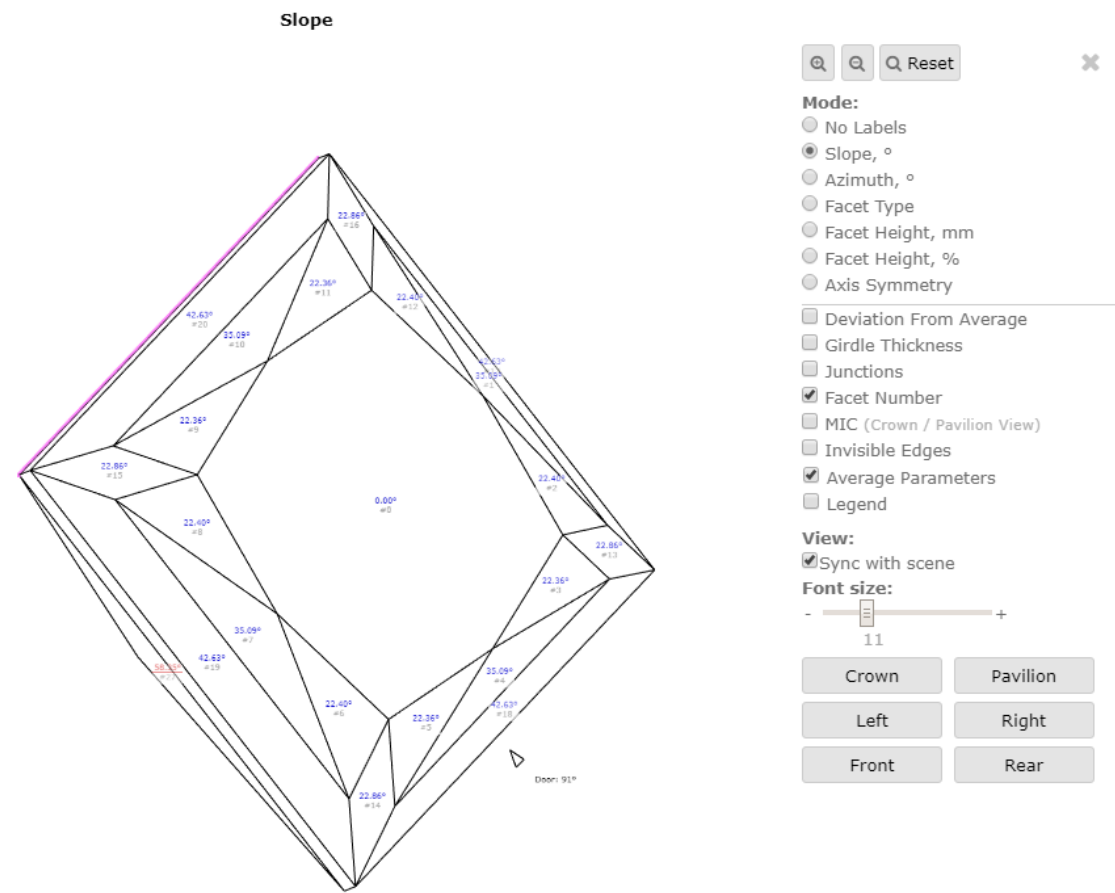 Slope
Reset
Mode:
No Labels
Slope, °
Azimuth, °
Facet Type
Facet Height, mm
Facet Height, %
Axis Symmetry
Deviation From Average
Girdle Thickness
Junctions
Facet Number
MIC (Crown / Pavilion View)
Invisible Edges
Average Parameters
Legend
View:
Sync with scene
Font size:
- +
11
Crown Pavilion
Left Right
Front Rear
22.86°
#16
22.36°
#11
22.40°
#12
42.63°
#20
35.09°
#10
42.63°
35.09°
#1
22.36°
#9
22.86°
#15
22.40°
#2
0.00°
#0
22.40°
#8
22.86°
#13
22.36°
#3
35.09°
#7
42.63°
#19
35.09°
#4
22.40°
#6
42.63°
#18
22.36°
#5
22.86°
#14
Door: 91°